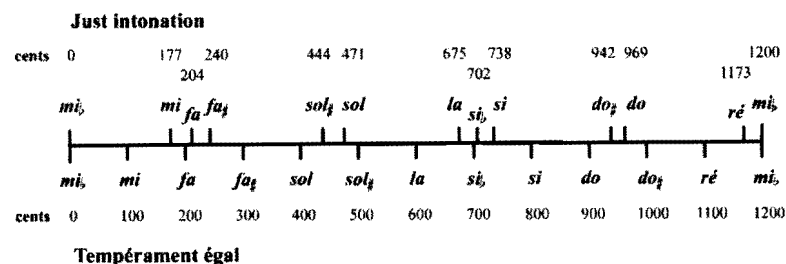 Just intonation
cents 0 177 240 444 471 675 738 942 969 1200
204 702 1173
mi♭ mi fa fa♯ sol♯ sol la si♭ si do♯ do ré mi♭
mi♭ mi fa fa♯ sol sol♯ la si♭ si do do♯ ré mi♭
cents 0 100 200 300 400 500 600 700 800 900 1000 1100 1200
Tempérament égal